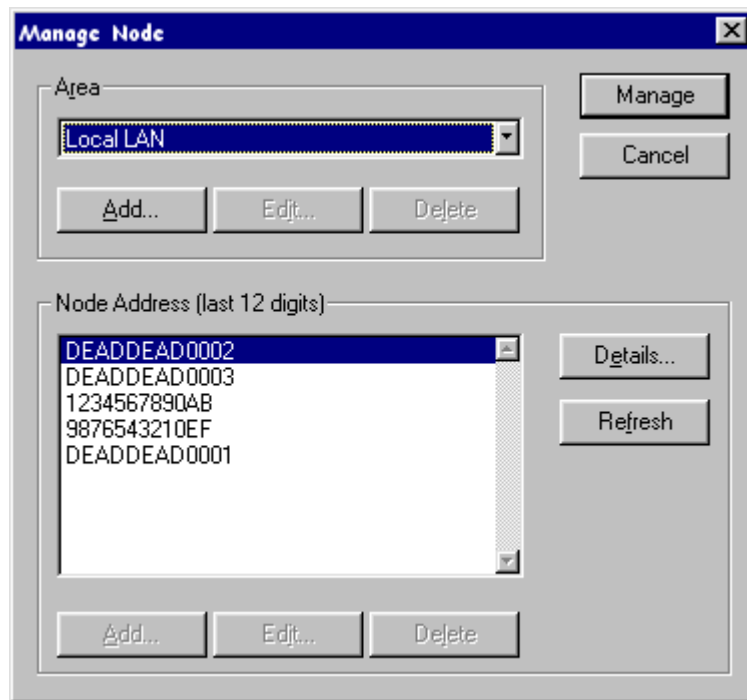 Manage Node
Area
Manage
Local LAN
Cancel
Add... Edit... Delete
Node Address (last 12 digits)
DEADDEAD0002
Details...
DEADDEAD0003
1234567890AB
Refresh
9876543210EF
DEADDEAD0001
Add... Edit... Delete